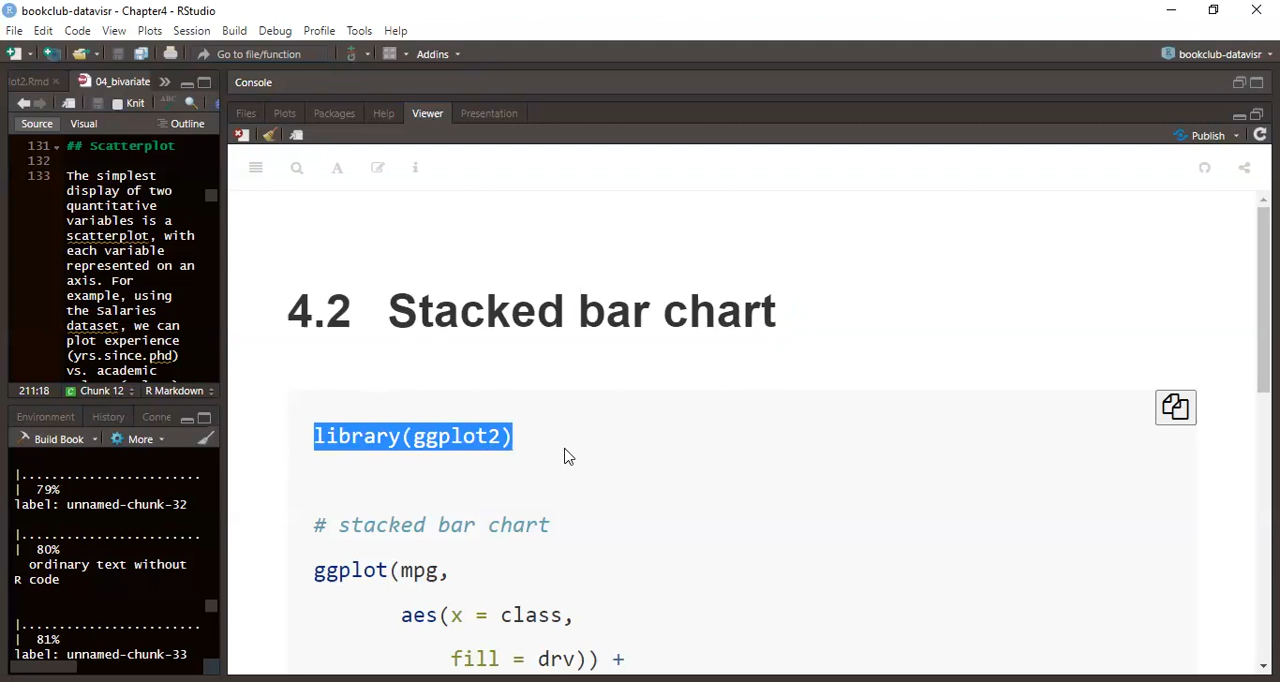 bookclub-datavisr - Chapter4 - RStudio
File Edit Code View Plots Session Build Debug Profile Tools Help
Go to file/function Addins bookclub-datavisr
lot2.Rmd 04_bivariate
Knit
Source Visual Outline
131 ## Scatterplot
132
133 The simplest
display of two
quantitative
variables is a
scatterplot, with
each variable
represented on an
axis. For
example, using
the Salaries
dataset, we can
plot experience
(yrs.since.phd)
vs. academic
211:18 Chunk 12 R Markdown
Environment History Conne
Build Book More
|.........................
| 79%
label: unnamed-chunk-32
|.........................
| 80%
ordinary text without
R code
|.........................
| 81%
label: unnamed-chunk-33
Console
Files Plots Packages Help Viewer Presentation
Publish
4.2 Stacked bar chart
library(ggplot2)
# stacked bar chart
ggplot(mpg,
aes(x = class,
fill = drv)) +